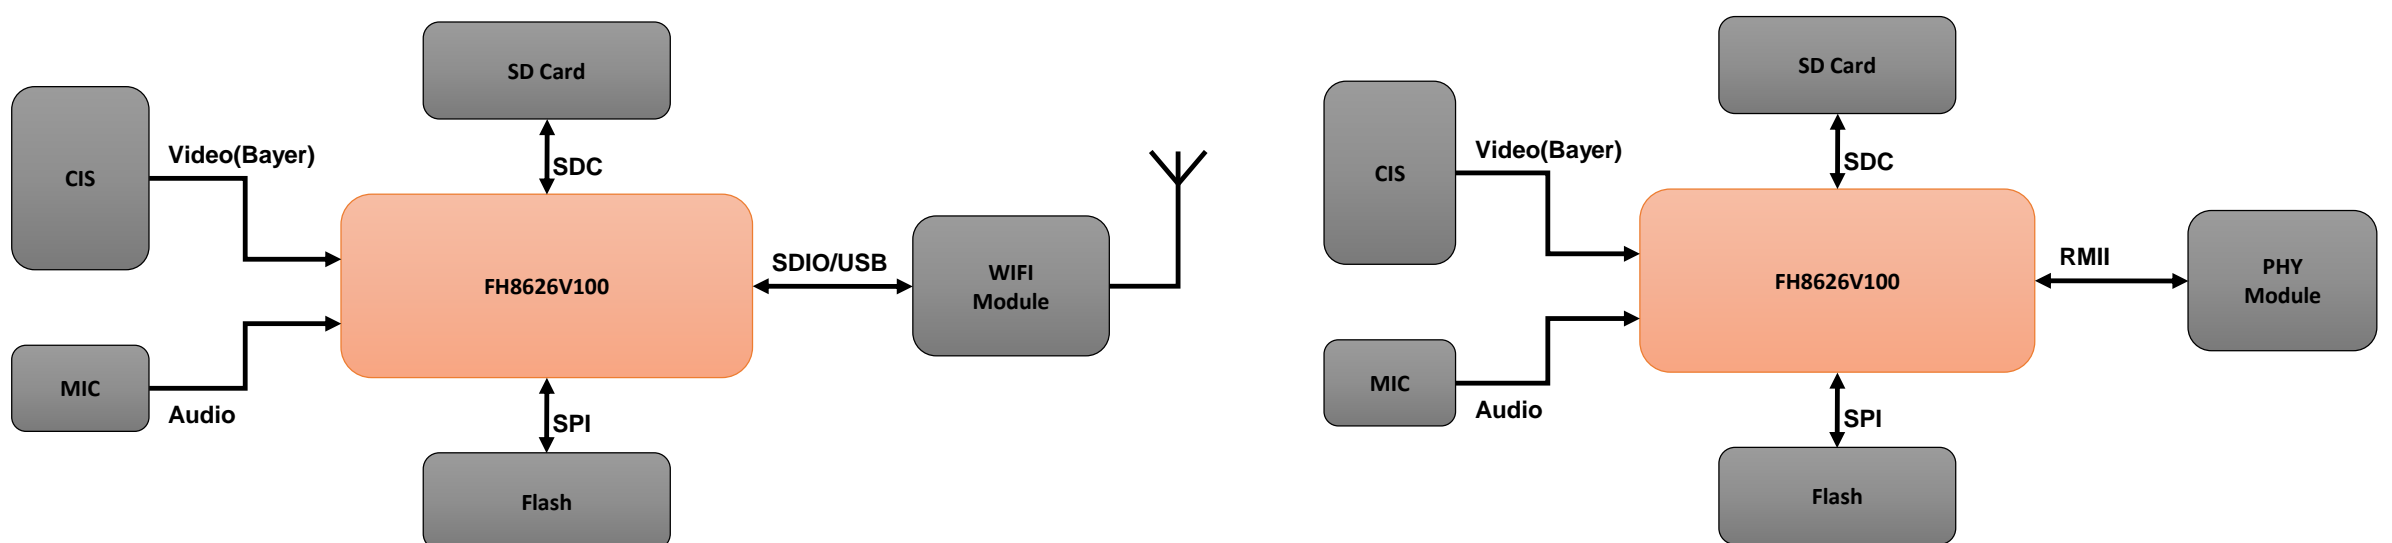 SD Card
CIS
Video(Bayer)
SDC
FH8626V100
SDIO/USB
WIFI
Module
MIC
Audio
SPI
Flash
SD Card
CIS
Video(Bayer)
SDC
FH8626V100
RMII
PHY
Module
MIC
Audio
SPI
Flash